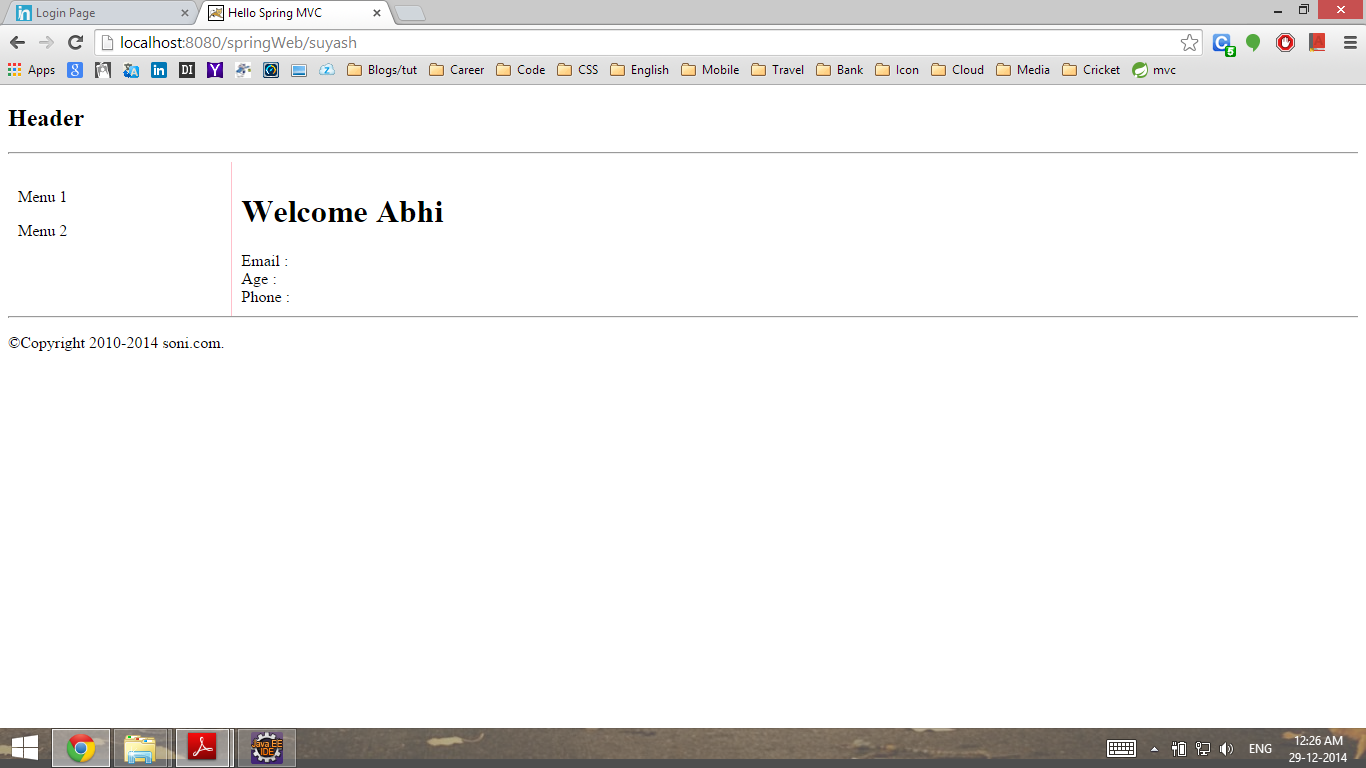 Login Page
Hello Spring MVC
localhost:8080/springWeb/suyash
Apps
Blogs/tut
Career
Code
CSS
English
Mobile
Travel
Bank
Icon
Cloud
Media
Cricket
mvc
Header
Menu 1
Menu 2
Welcome Abhi
Email :
Age :
Phone :
©Copyright 2010-2014 soni.com.
Java EE
IDE
ENG
12:26 AM
29-12-2014